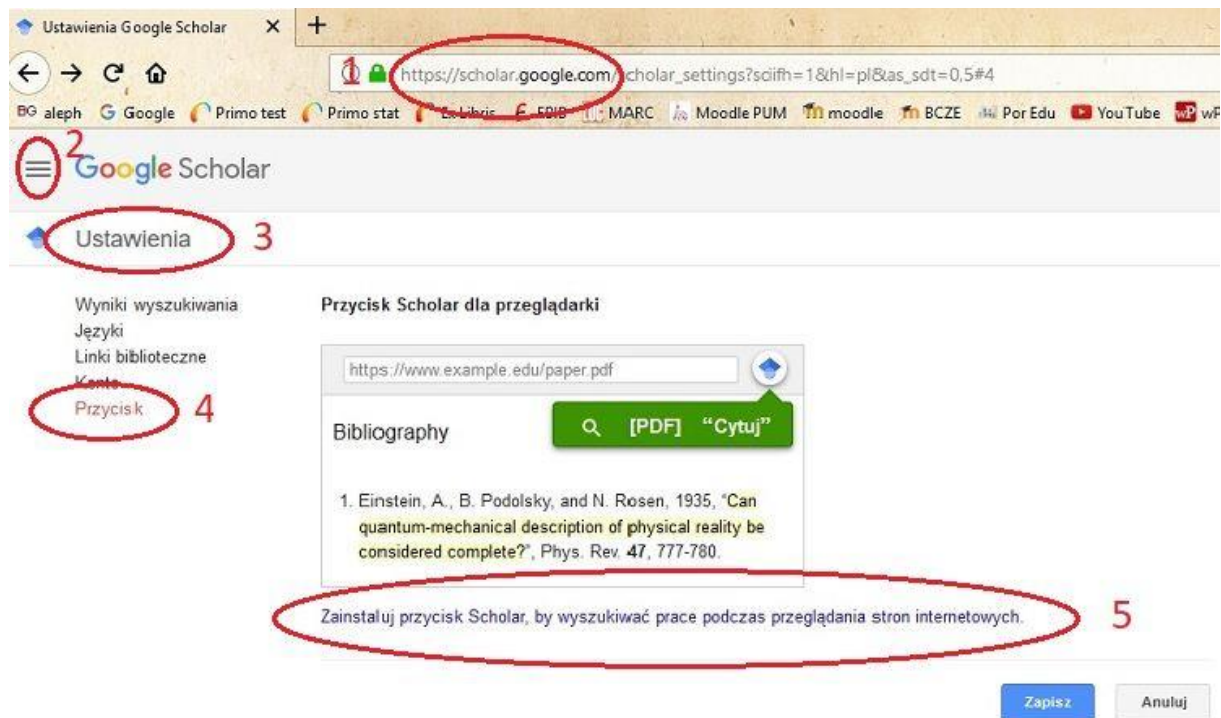 Ustawienia Google Scholar
1 https://scholar.google.com/scholar_settings?sciifh=1&hl=pl&as_sdt=0,5#4
BG aleph Google Primo test Primo stat Ex Libris MARC Moodle PUM moodle BCZE Por Edu YouTube
2 Google Scholar
Ustawienia 3
Wyniki wyszukiwania
Języki
Linki biblioteczne
Konto
Przycisk 4
Przycisk Scholar dla przeglądarki
https://www.example.edu/paper.pdf
[PDF] “Cytuj”
Bibliography
1. Einstein, A., B. Podolsky, and N. Rosen, 1935, “Can
quantum-mechanical description of physical reality be
considered complete?”, Phys. Rev. 47, 777-780.
Zainstaluj przycisk Scholar, by wyszukiwać prace podczas przeglądania stron internetowych. 5
Zapisz Anuluj